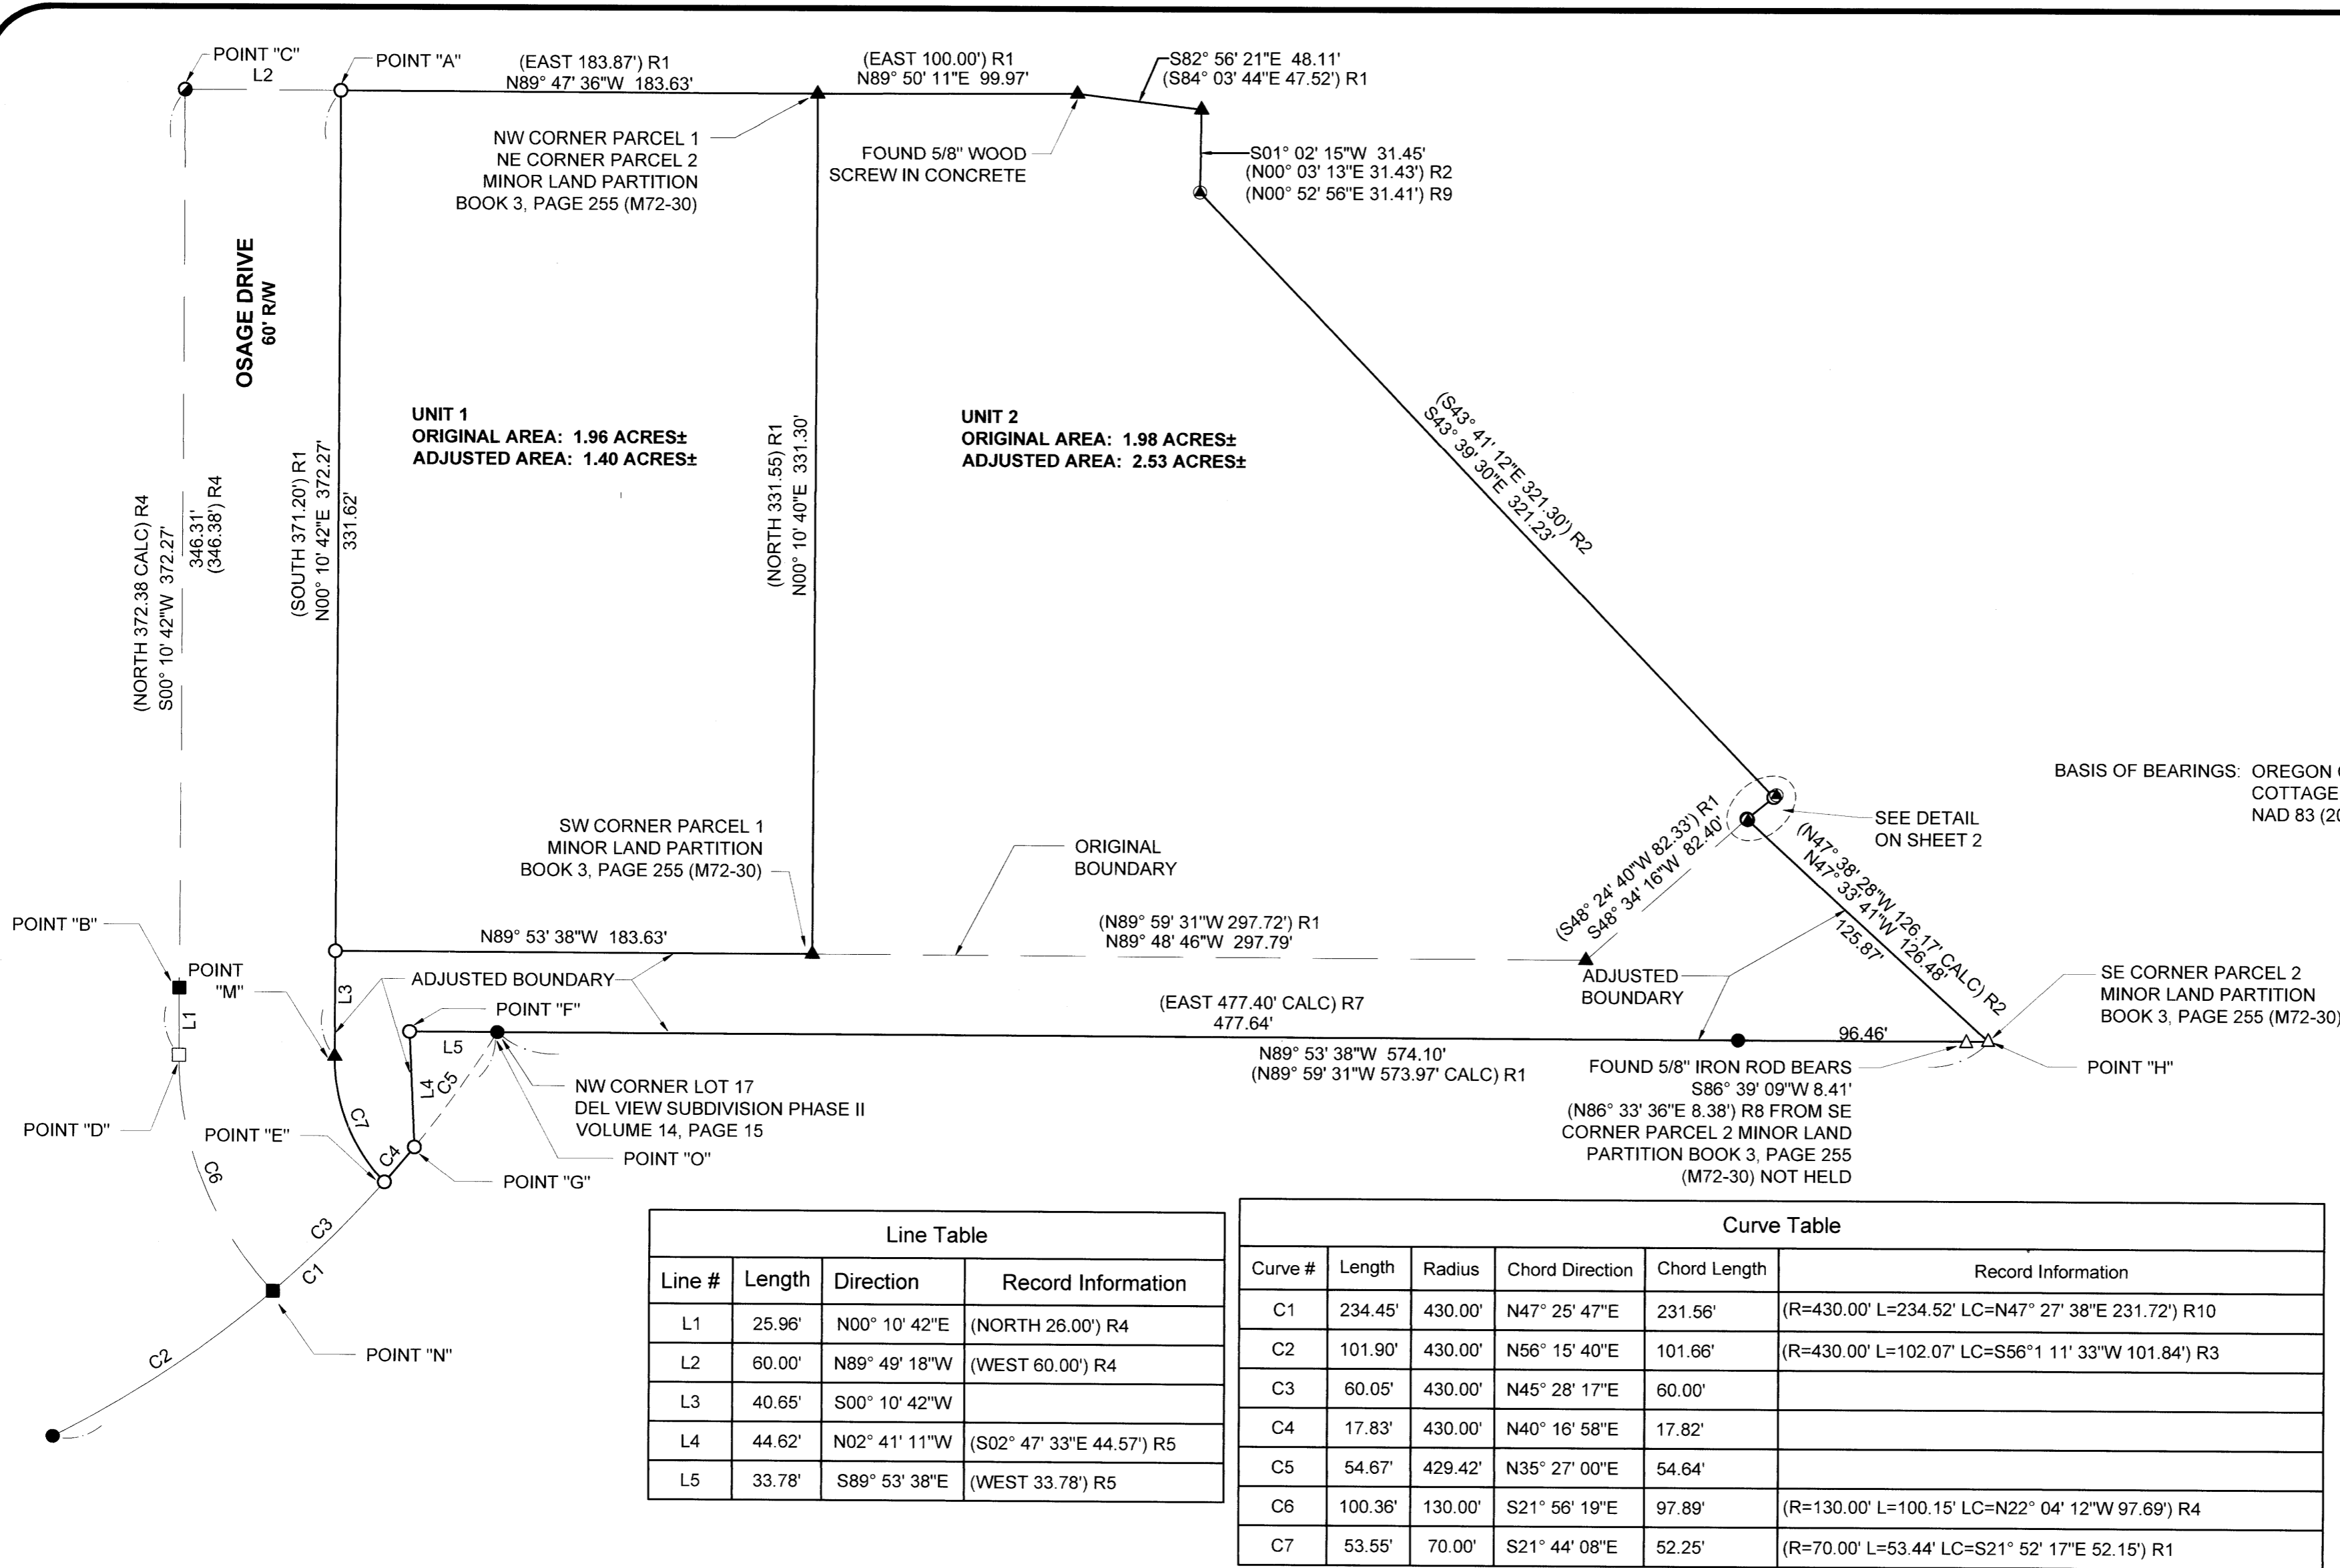 POINT "C"
L2
POINT "A"
(EAST 183.87') R1
N89° 47' 36"W 183.63'
(EAST 100.00') R1
N89° 50' 11"E 99.97'
S82° 56' 21"E 48.11'
(S84° 03' 44"E 47.52') R1
NW CORNER PARCEL 1
NE CORNER PARCEL 2
MINOR LAND PARTITION
BOOK 3, PAGE 255 (M72-30)
FOUND 5/8" WOOD
SCREW IN CONCRETE
S01° 02' 15"W 31.45'
(N00° 03' 13"E 31.43') R2
(N00° 52' 56"E 31.41') R9
OSAGE DRIVE
60' R/W
UNIT 1
ORIGINAL AREA: 1.96 ACRES±
ADJUSTED AREA: 1.40 ACRES±
UNIT 2
ORIGINAL AREA: 1.98 ACRES±
ADJUSTED AREA: 2.53 ACRES±
(NORTH 372.38 CALC) R4
S00° 10' 42"W 372.27'
346.31'
(346.38') R4
(SOUTH 371.20') R1
N00° 10' 42"E 372.27'
331.62'
(NORTH 331.55) R1
N00° 10' 40"E 331.30'
(S43° 41' 12"E 321.30') R2
S43° 39' 30"E 321.23'
BASIS OF BEARINGS: OREGON
COTTAGE
NAD 83 (20
SEE DETAIL
ON SHEET 2
(S48° 24' 40"W 82.33') R1
S48° 34' 16"W 82.40'
(N47° 38' 28"W 126.17' CALC) R2
N47° 33' 41"W 126.48'
125.87'
SW CORNER PARCEL 1
MINOR LAND PARTITION
BOOK 3, PAGE 255 (M72-30)
ORIGINAL
BOUNDARY
POINT "B"
N89° 53' 38"W 183.63'
(N89° 59' 31"W 297.72') R1
N89° 48' 46"W 297.79'
POINT
"M"
L1
L3
ADJUSTED BOUNDARY
POINT "F"
ADJUSTED
BOUNDARY
SE CORNER PARCEL 2
MINOR LAND PARTITION
BOOK 3, PAGE 255 (M72-30)
(EAST 477.40' CALC) R7
477.64'
96.46'
L5
L4
C5
N89° 53' 38"W 574.10'
(N89° 59' 31"W 573.97' CALC) R1
POINT "H"
FOUND 5/8" IRON ROD BEARS
S86° 39' 09"W 8.41'
(N86° 33' 36"E 8.38') R8 FROM SE
CORNER PARCEL 2 MINOR LAND
PARTITION BOOK 3, PAGE 255
(M72-30) NOT HELD
NW CORNER LOT 17
DEL VIEW SUBDIVISION PHASE II
VOLUME 14, PAGE 15
POINT "O"
POINT "D"
POINT "E"
C7
C4
POINT "G"
C6
C3
C1
C2
POINT "N"
Line Table
Line # Length Direction Record Information
L1 25.96' N00° 10' 42"E (NORTH 26.00') R4
L2 60.00' N89° 49' 18"W (WEST 60.00') R4
L3 40.65' S00° 10' 42"W
L4 44.62' N02° 41' 11"W (S02° 47' 33"E 44.57') R5
L5 33.78' S89° 53' 38"E (WEST 33.78') R5
Curve Table
Curve # Length Radius Chord Direction Chord Length Record Information
C1 234.45' 430.00' N47° 25' 47"E 231.56' (R=430.00' L=234.52' LC=N47° 27' 38"E 231.72') R10
C2 101.90' 430.00' N56° 15' 40"E 101.66' (R=430.00' L=102.07' LC=S56°1 11' 33"W 101.84') R3
C3 60.05' 430.00' N45° 28' 17"E 60.00'
C4 17.83' 430.00' N40° 16' 58"E 17.82'
C5 54.67' 429.42' N35° 27' 00"E 54.64'
C6 100.36' 130.00' S21° 56' 19"E 97.89' (R=130.00' L=100.15' LC=N22° 04' 12"W 97.69') R4
C7 53.55' 70.00' S21° 44' 08"E 52.25' (R=70.00' L=53.44' LC=S21° 52' 17"E 52.15') R1